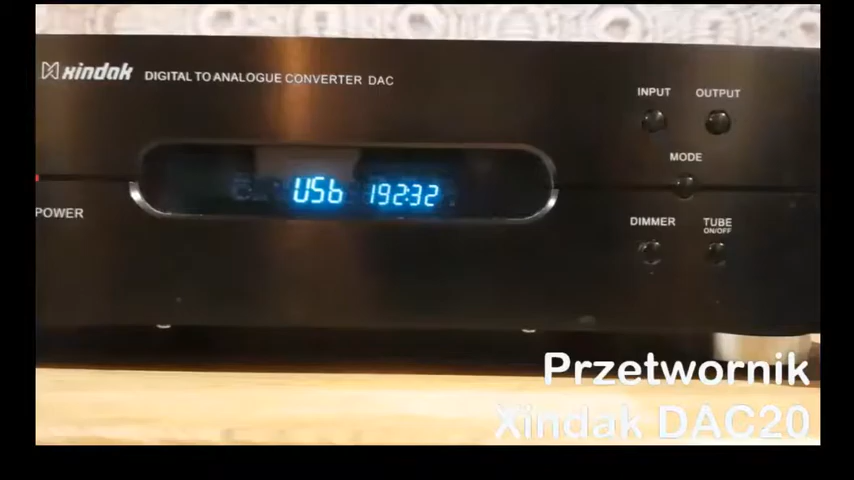 xindak DIGITAL TO ANALOGUE CONVERTER DAC
INPUT OUTPUT
MODE
USb 192:32
POWER
DIMMER TUBE
ON/OFF
Przetwornik
Xindak DAC20